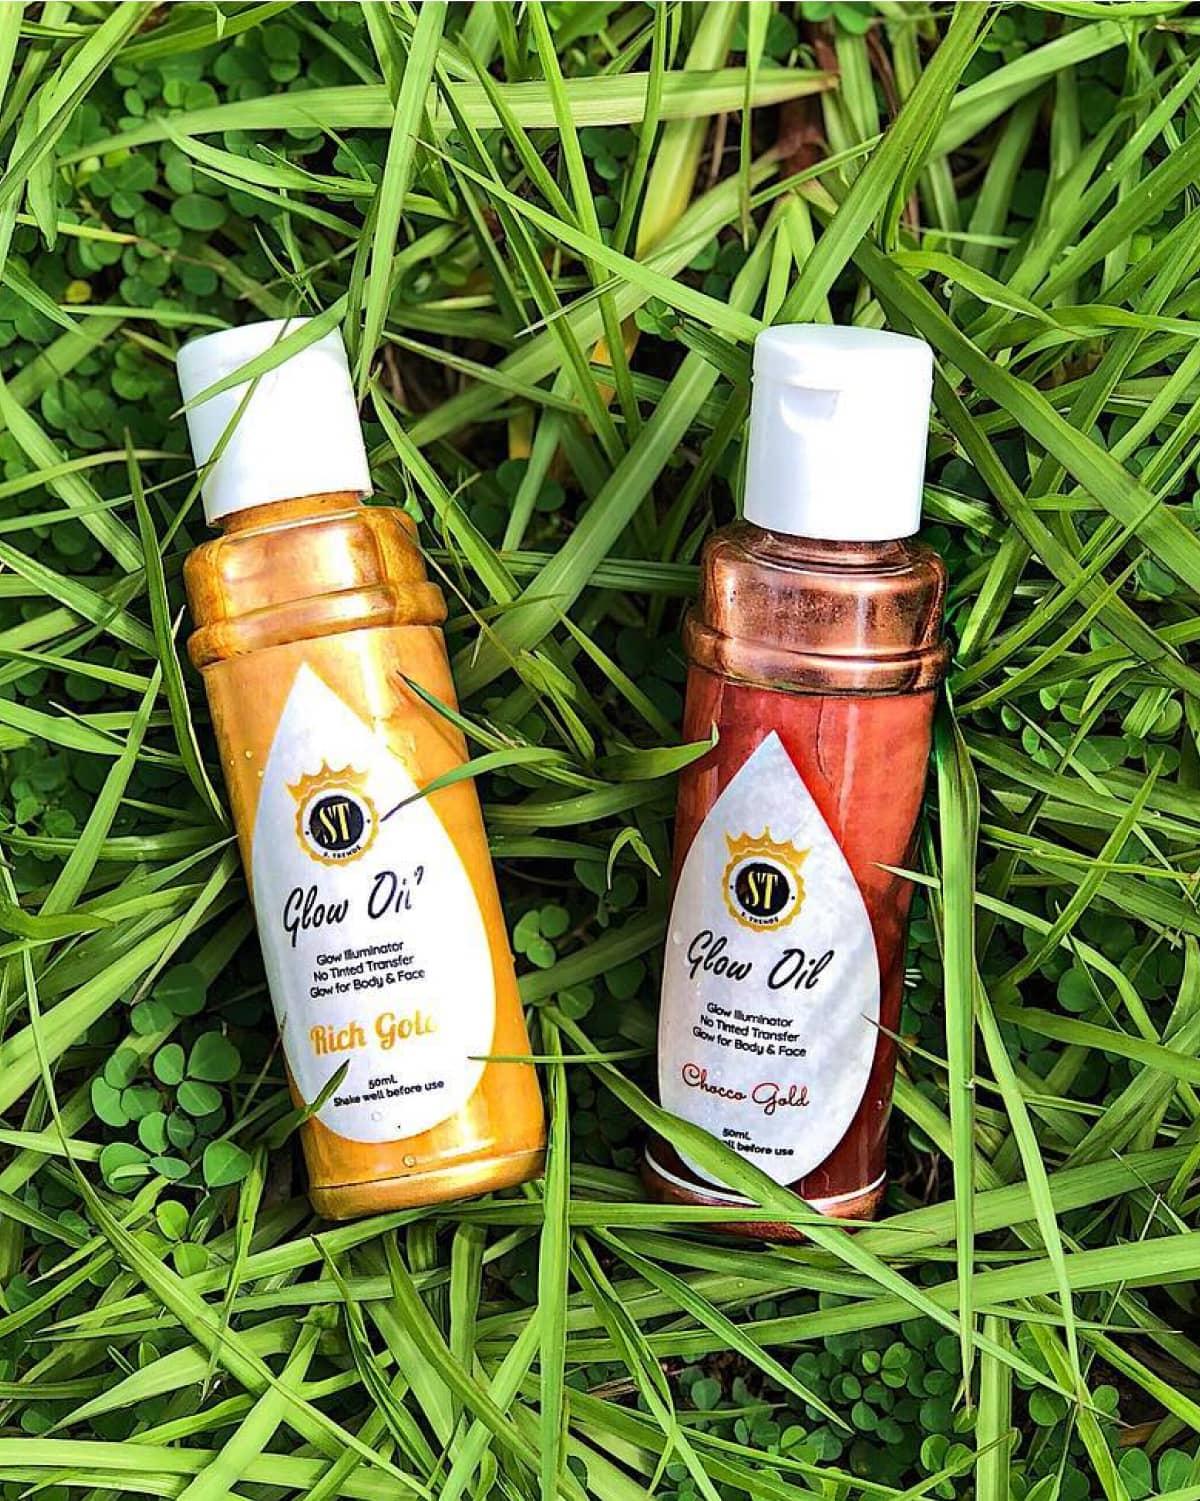 ST
S. TRENDS
Glow Oil
Glow Illuminator
No Tinted Transfer
Glow for Body & Face
Rich Gold
50mL
Shake well before use
ST
S. TRENDS
Glow Oil
Glow Illuminator
No Tinted Transfer
Glow for Body & Face
Chocco Gold
50mL
before use